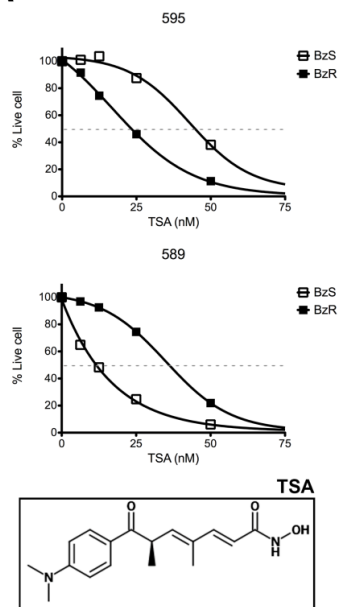 595
BzS
BzR
100
80
60
40
20
0
% Live cell
0 25 50 75
TSA (nM)
589
BzS
BzR
100
80
60
40
20
0
% Live cell
0 25 50 75
TSA (nM)
TSA
O O
OH
N
H
N